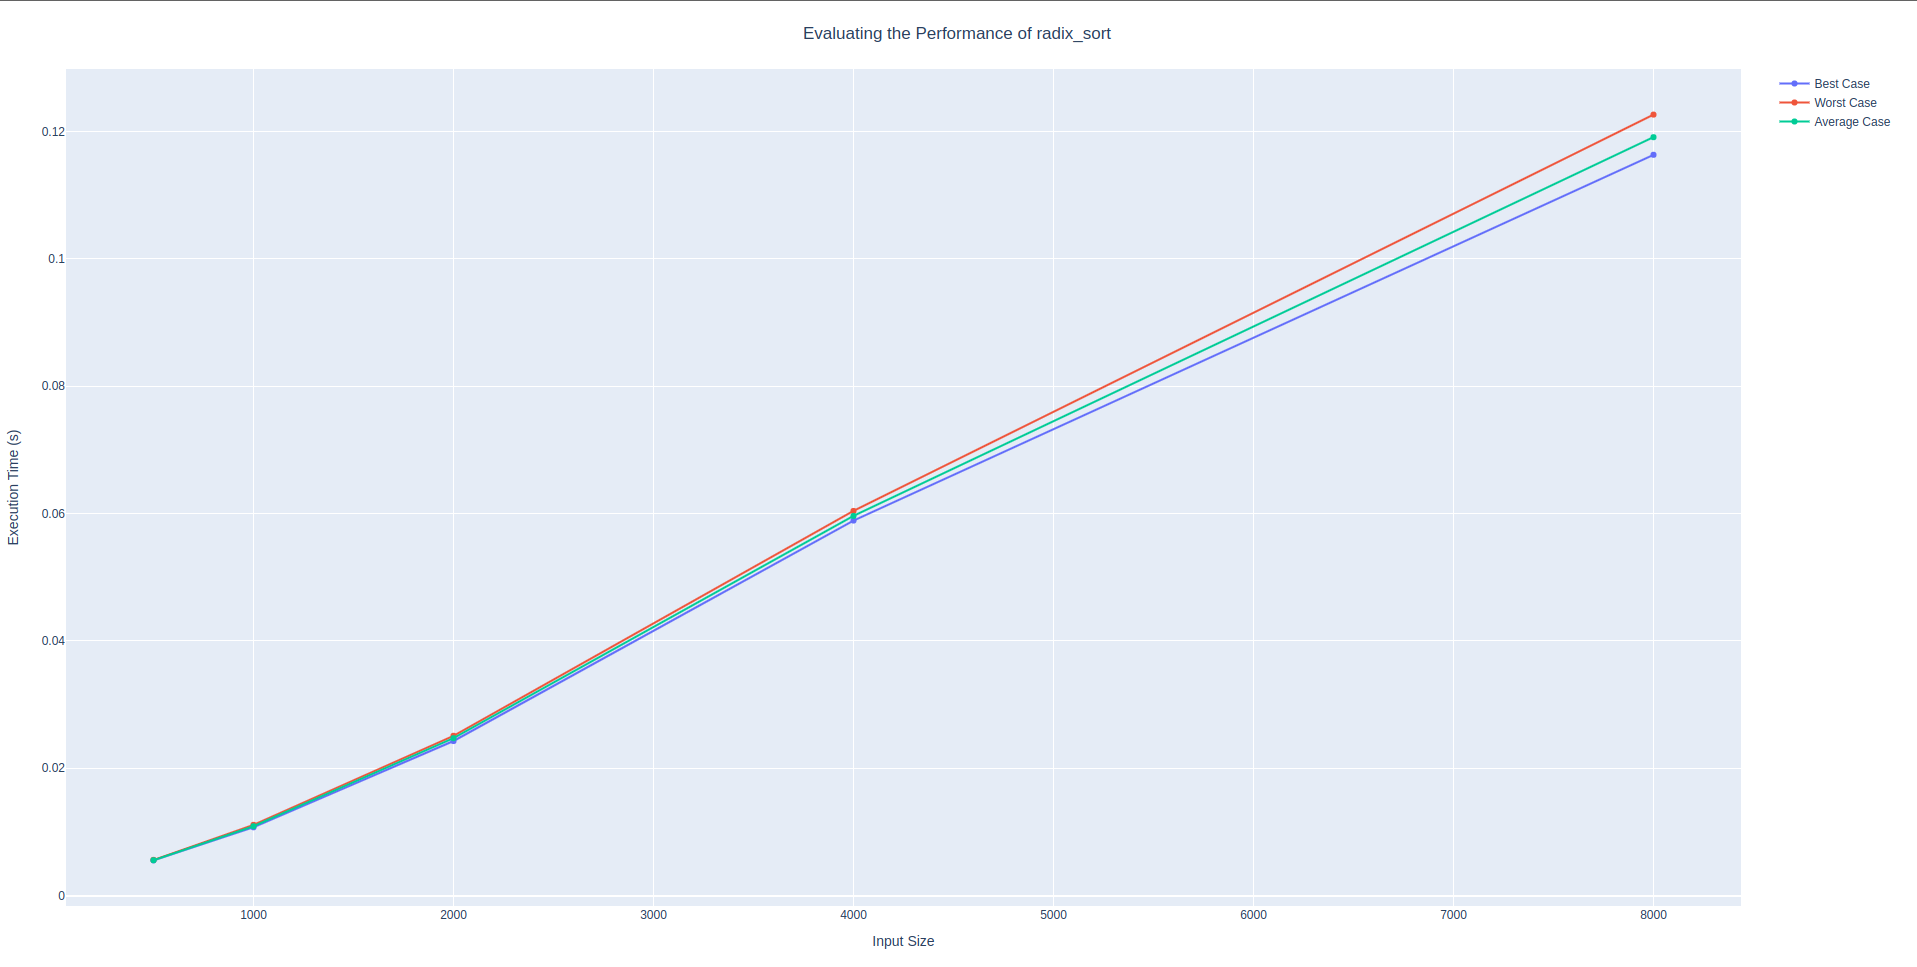 Evaluating the Performance of radix_sort
Best Case
Worst Case
Average Case
0.12
0.1
0.08
0.06
0.04
0.02
0
Execution Time (s)
1000 2000 3000 4000 5000 6000 7000 8000
Input Size